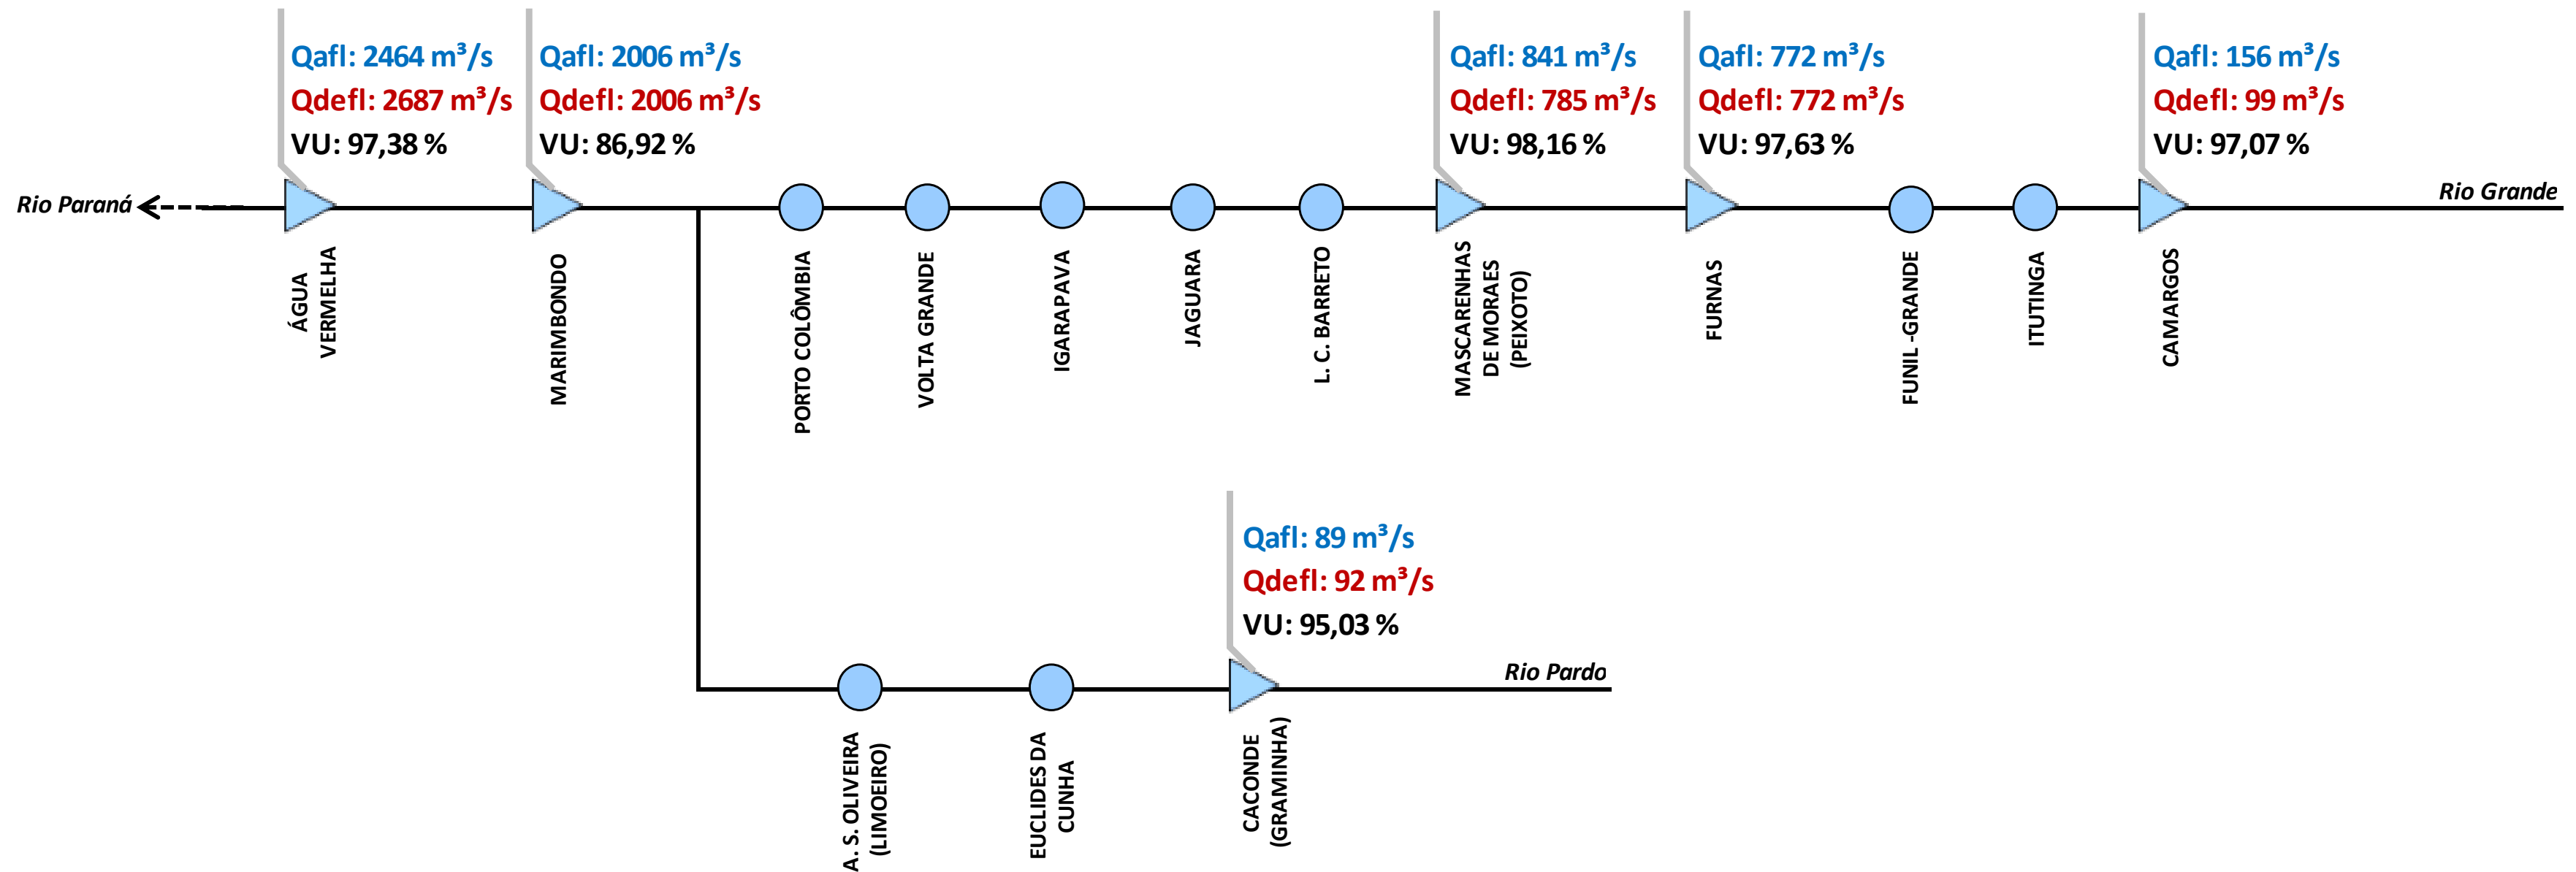 Qafl: 2464 m³/s
Qdefl: 2687 m³/s
VU: 97,38 %
Qafl: 2006 m³/s
Qdefl: 2006 m³/s
VU: 86,92 %
Qafl: 841 m³/s
Qdefl: 785 m³/s
VU: 98,16 %
Qafl: 772 m³/s
Qdefl: 772 m³/s
VU: 97,63 %
Qafl: 156 m³/s
Qdefl: 99 m³/s
VU: 97,07 %
Rio Paraná
Rio Grande
ÁGUA
VERMELHA
MARIMBONDO
PORTO COLÔMBIA
VOLTA GRANDE
IGARAPAVA
JAGUARA
L. C. BARRETO
MASCARENHAS
DE MORAES
(PEIXOTO)
FURNAS
FUNIL -GRANDE
ITUTINGA
CAMARGOS
Qafl: 89 m³/s
Qdefl: 92 m³/s
VU: 95,03 %
Rio Pardo
A. S. OLIVEIRA
(LIMOEIRO)
EUCLIDES DA
CUNHA
CACONDE
(GRAMINHA)